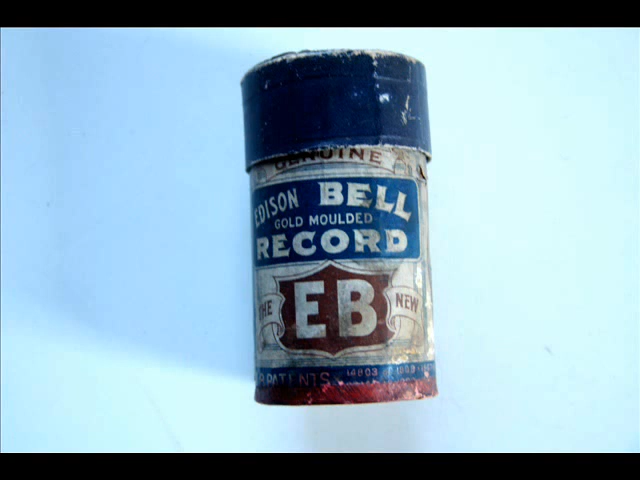 GENUINE
EDISON BELL
GOLD MOULDED
RECORD
THE EB NEW
PATENTS